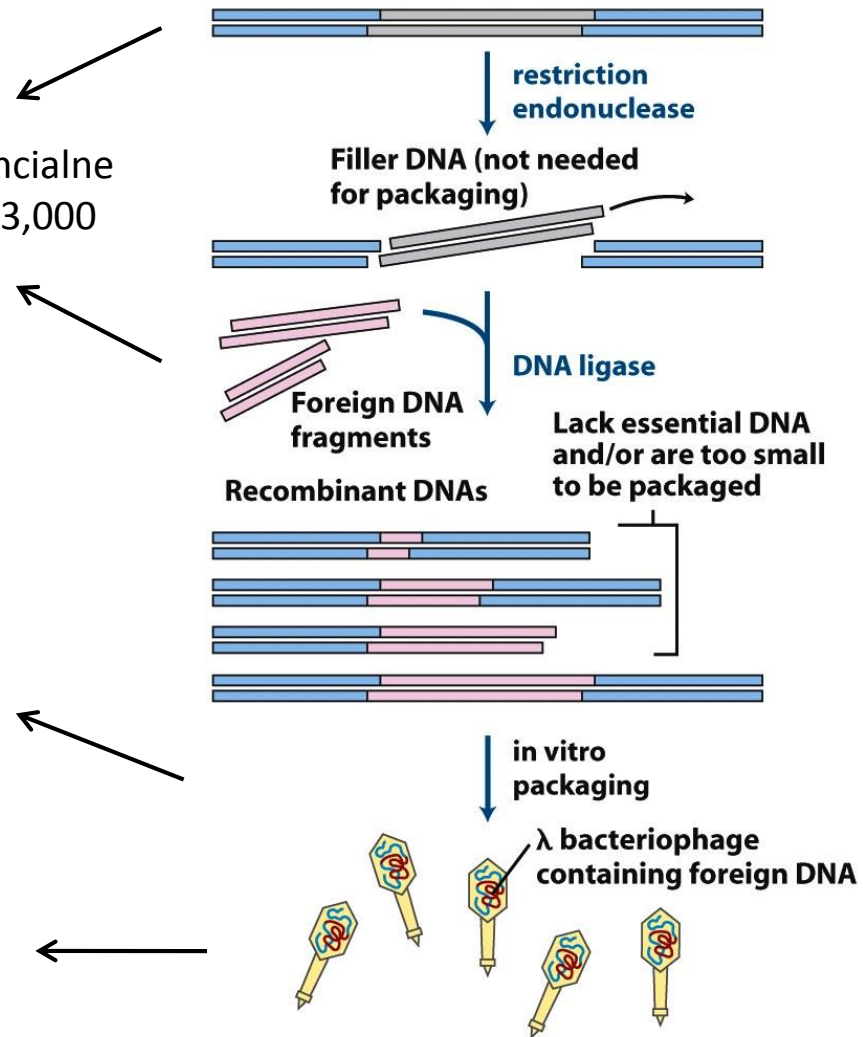 restriction
endonuclease
Filler DNA (not needed
for packaging)
3,000
DNA ligase
Foreign DNA
fragments
Lack essential DNA
and/or are too small
to be packaged
Recombinant DNAs
in vitro
packaging
λ bacteriophage
containing foreign DNA